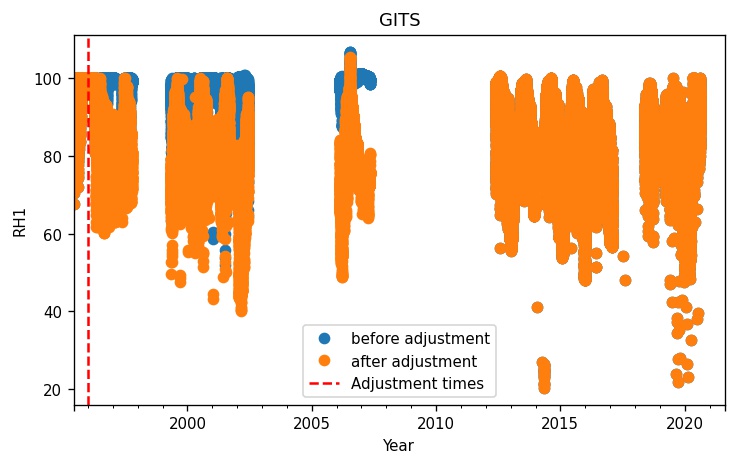 GITS
100
80
60
40
20
RH1
before adjustment
after adjustment
Adjustment times
2000
2005
2010
2015
2020
Year